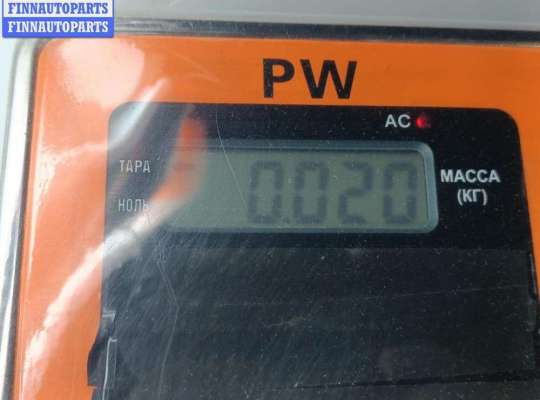 FINNAUTOPARTS
FINNAUTOPARTS
PW
AC
ТАРА
0.020
МАССА
(КГ)
НОЛЬ